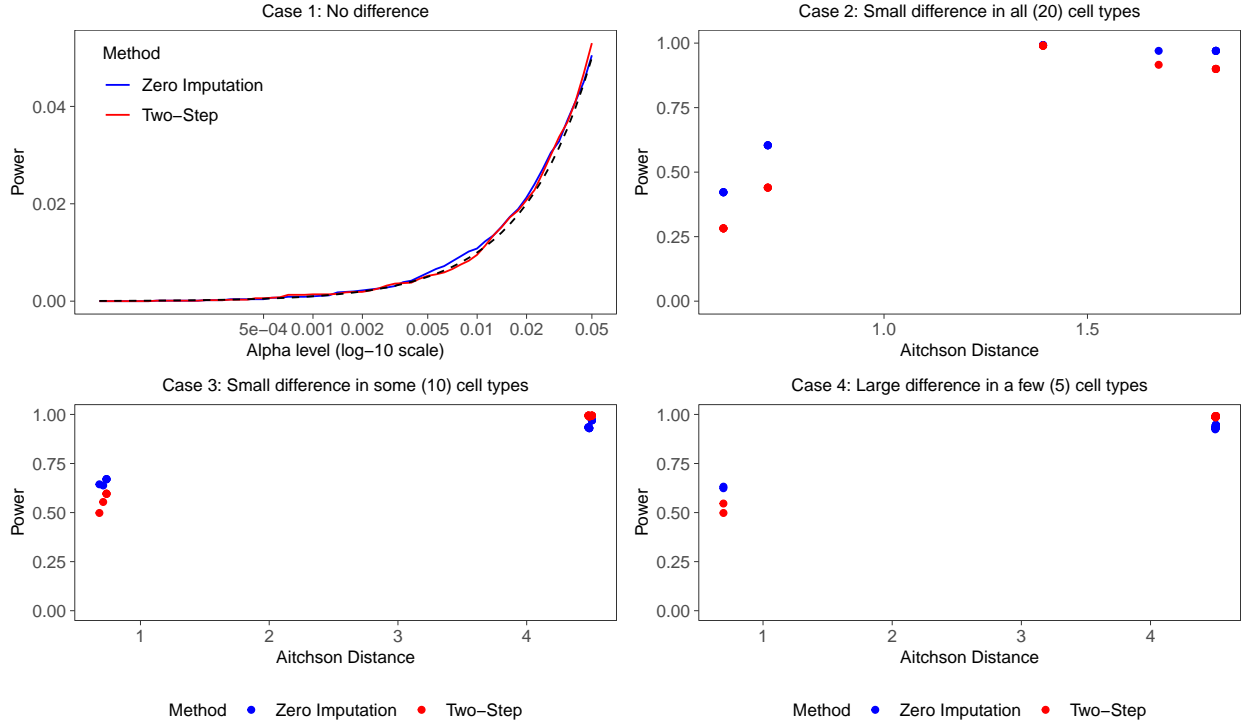 Case 1: No difference
Method
Zero Imputation
Two−Step
Power
0.04
0.02
0.00
5e−04 0.001 0.002 0.005 0.01 0.02 0.05
Alpha level (log−10 scale)
Case 2: Small difference in all (20) cell types
Power
1.00
0.75
0.50
0.25
0.00
1.0 1.5
Aitchson Distance
Case 3: Small difference in some (10) cell types
Power
1.00
0.75
0.50
0.25
0.00
1 2 3 4
Aitchson Distance
Method Zero Imputation Two−Step
Case 4: Large difference in a few (5) cell types
Power
1.00
0.75
0.50
0.25
0.00
1 2 3 4
Aitchson Distance
Method Zero Imputation Two−Step